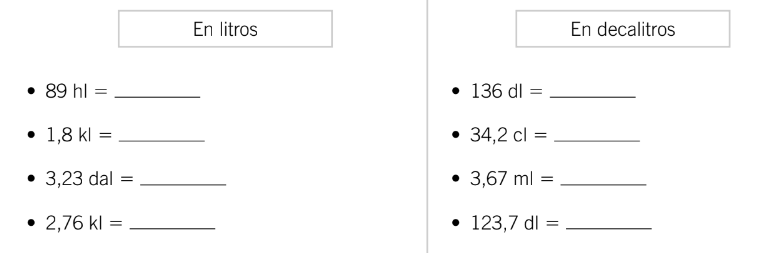 En litros
• 89 hl = ________
• 1,8 kl = ________
• 3,23 dal = ________
• 2,76 kl = ________
En decalitros
• 136 dl = ________
• 34,2 cl = ________
• 3,67 ml = ________
• 123,7 dl = ________